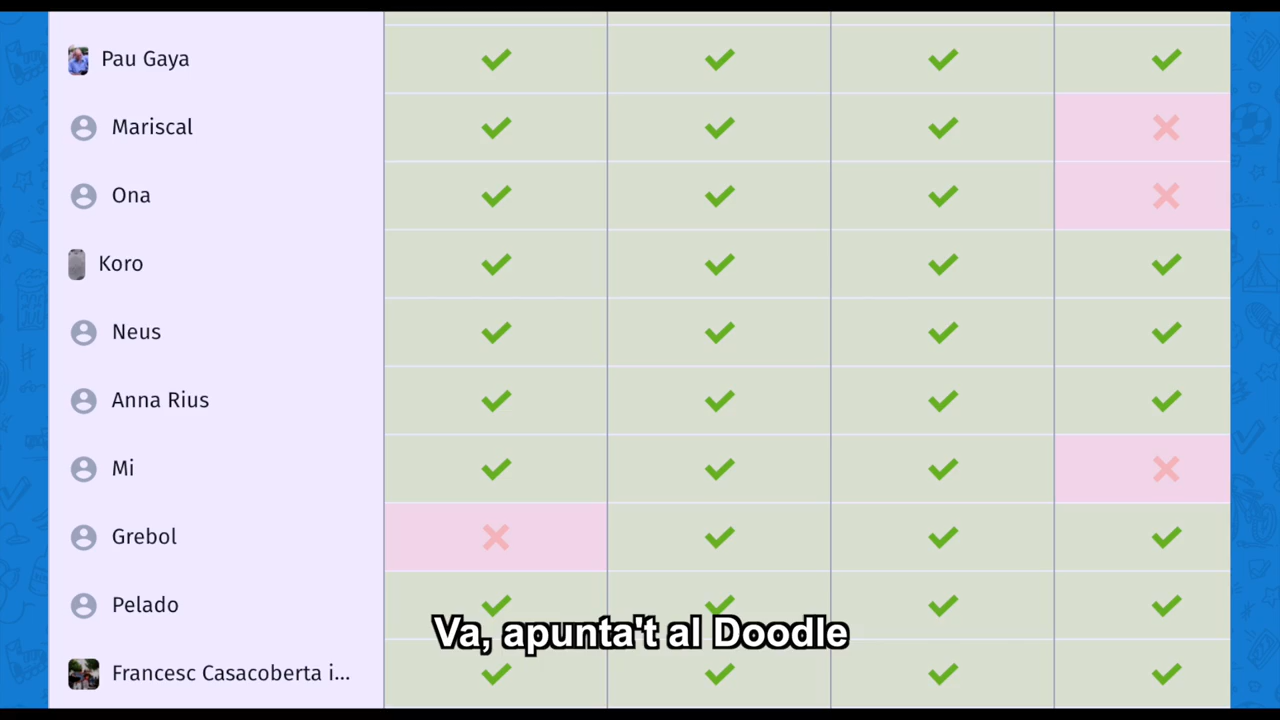 Pau Gaya
Mariscal
Ona
Koro
Neus
Anna Rius
Mi
Grebol
Pelado
Va, apunta't al Doodle
Francesc Casacoberta i...